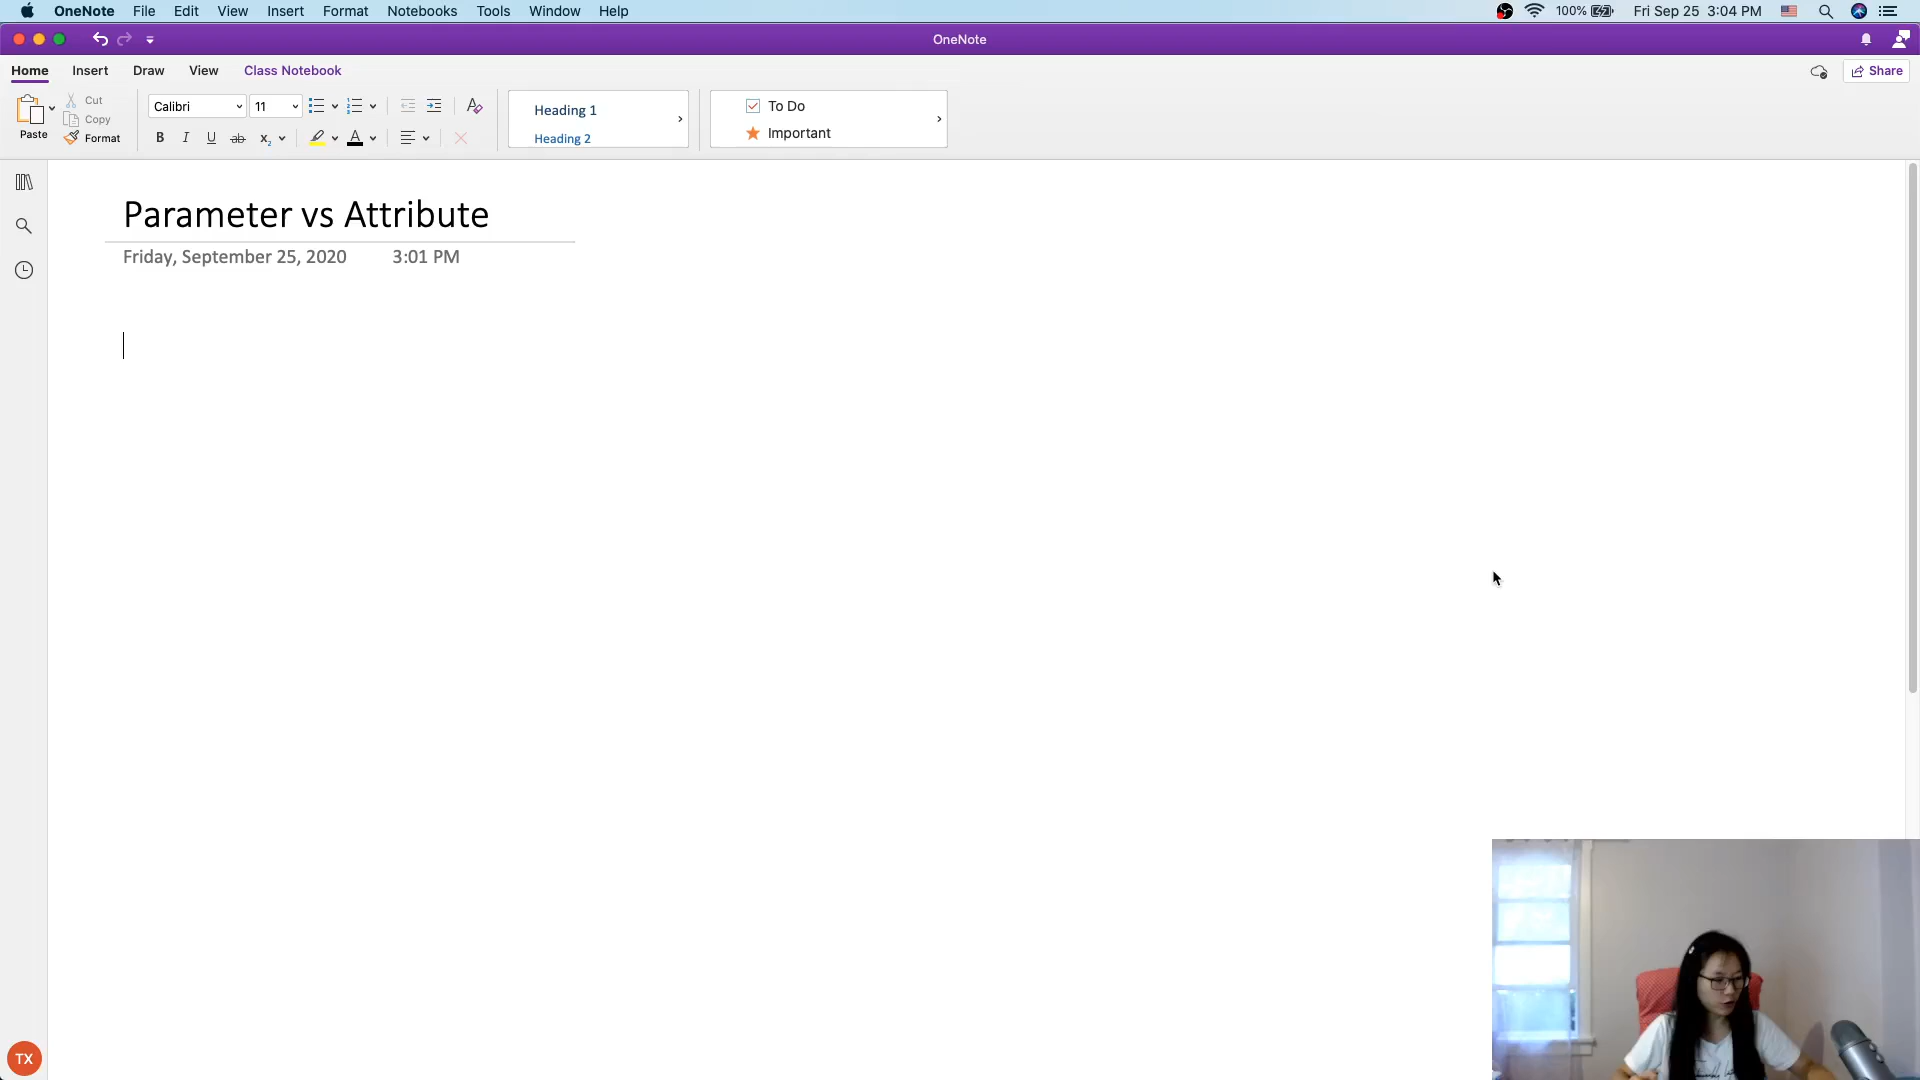 OneNote File Edit View Insert Format Notebooks Tools Window Help 100% Fri Sep 25 3:04 PM
OneNote
Home Insert Draw View Class Notebook Share
Paste
Cut
Copy
Format
Calibri 11
B I U ab x₂ A
Heading 1
Heading 2
To Do
Important
Parameter vs Attribute
Friday, September 25, 2020 3:01 PM
TX